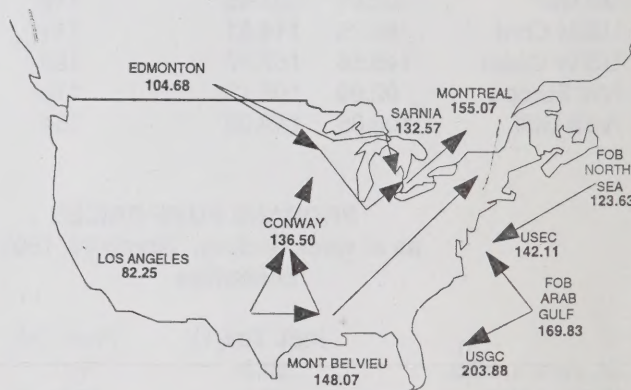 EDMONTON
104.68
MONTREAL
155.07
SARNIA
132.57
FOB
NORTH
SEA
123.63
CONWAY
136.50
USEC
142.11
LOS ANGELES
82.25
FOB
ARAB
GULF
169.83
MONT BELVIEU
148.07
USGC
203.88